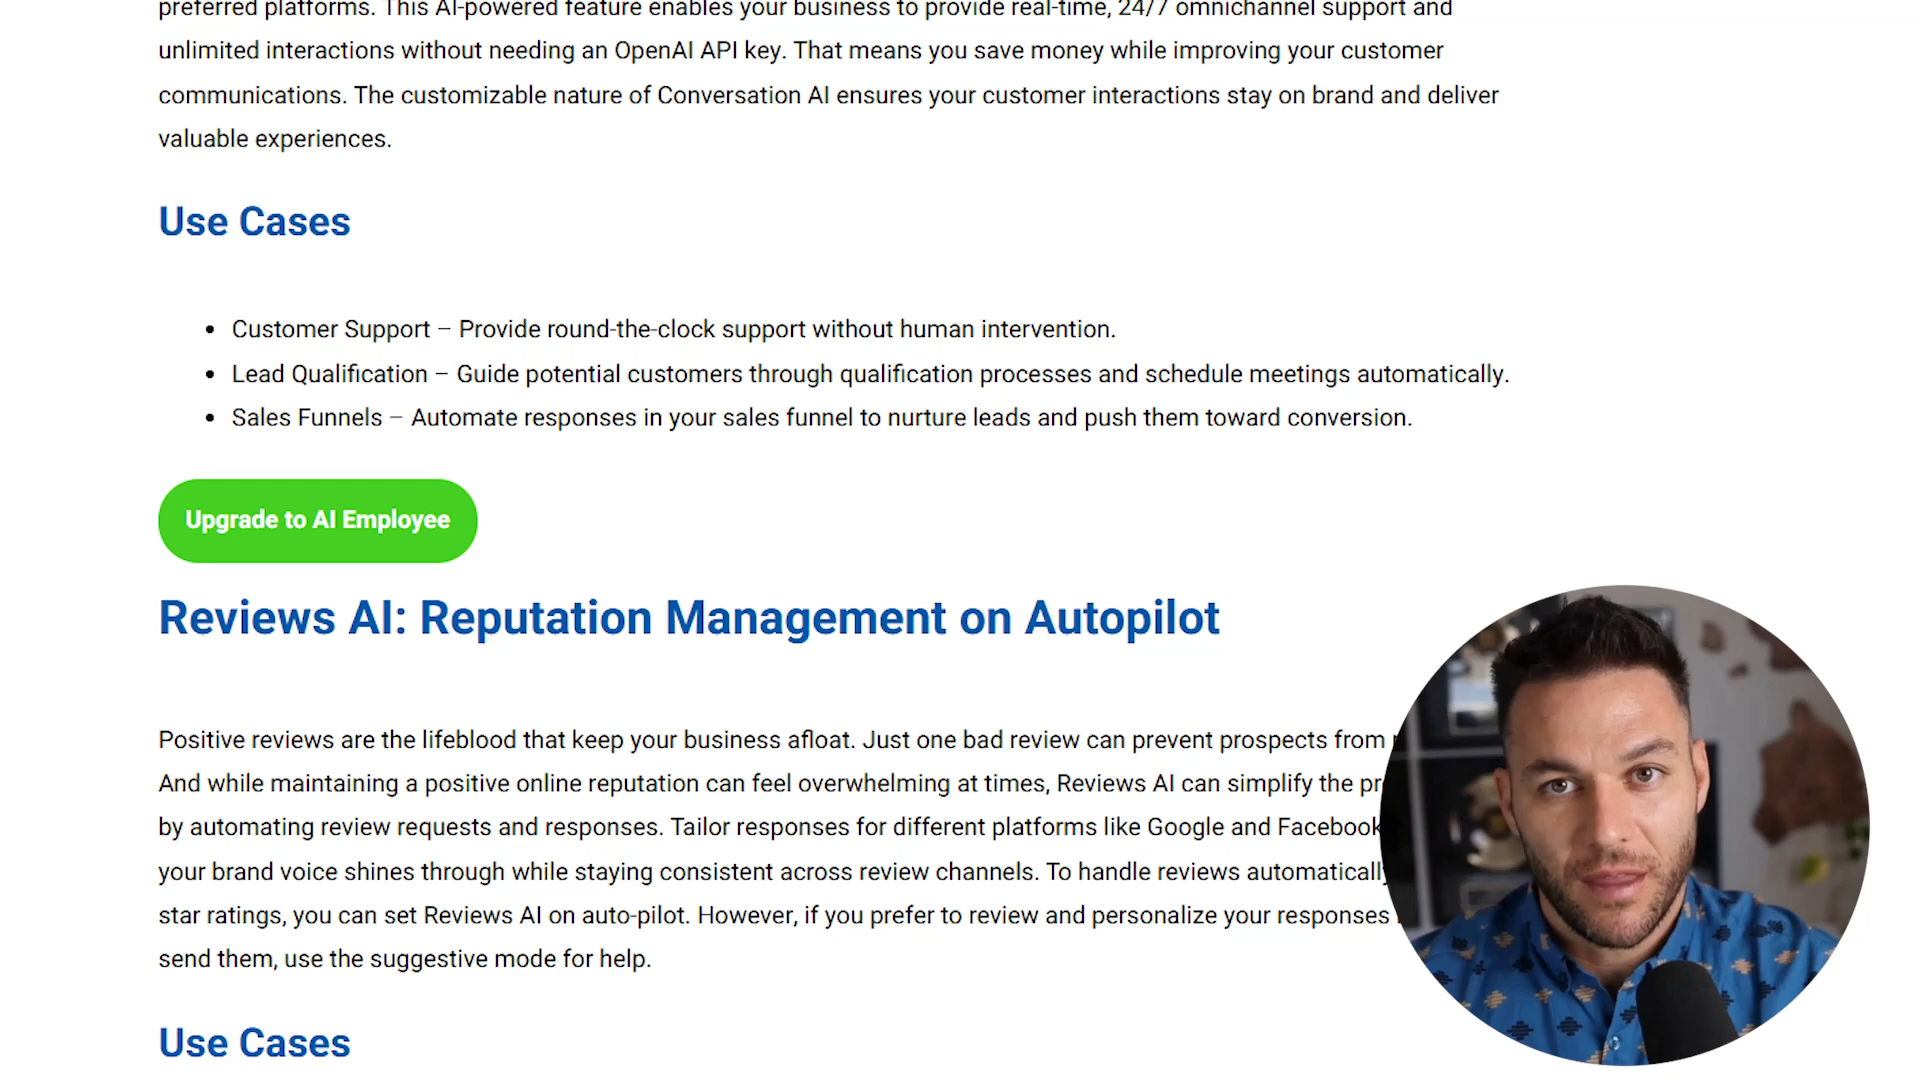 preferred platforms. This AI-powered feature enables your business to provide real-time, 24/7 omnichannel support and
unlimited interactions without needing an OpenAI API key. That means you save money while improving your customer
communications. The customizable nature of Conversation AI ensures your customer interactions stay on brand and deliver
valuable experiences.
Use Cases
• Customer Support – Provide round-the-clock support without human intervention.
• Lead Qualification – Guide potential customers through qualification processes and schedule meetings automatically.
• Sales Funnels – Automate responses in your sales funnel to nurture leads and push them toward conversion.
Upgrade to AI Employee
Reviews AI: Reputation Management on Autopilot
Positive reviews are the lifeblood that keep your business afloat. Just one bad review can prevent prospects from
And while maintaining a positive online reputation can feel overwhelming at times, Reviews AI can simplify the
by automating review requests and responses. Tailor responses for different platforms like Google and Facebook
your brand voice shines through while staying consistent across review channels. To handle reviews automatically
star ratings, you can set Reviews AI on auto-pilot. However, if you prefer to review and personalize your responses
send them, use the suggestive mode for help.
Use Cases